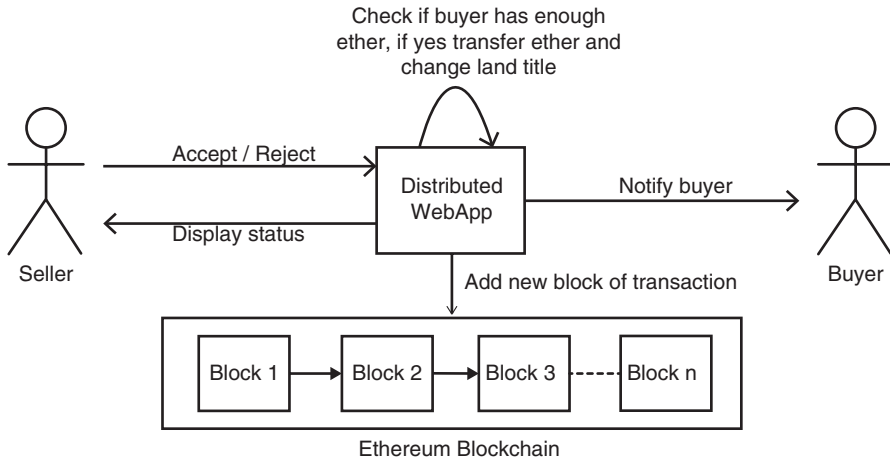 Check if buyer has enough
ether, if yes transfer ether and
change land title
Accept / Reject
Distributed
WebApp
Notify buyer
Display status
Seller
Buyer
Add new block of transaction
Block 1
Block 2
Block 3
Block n
Ethereum Blockchain